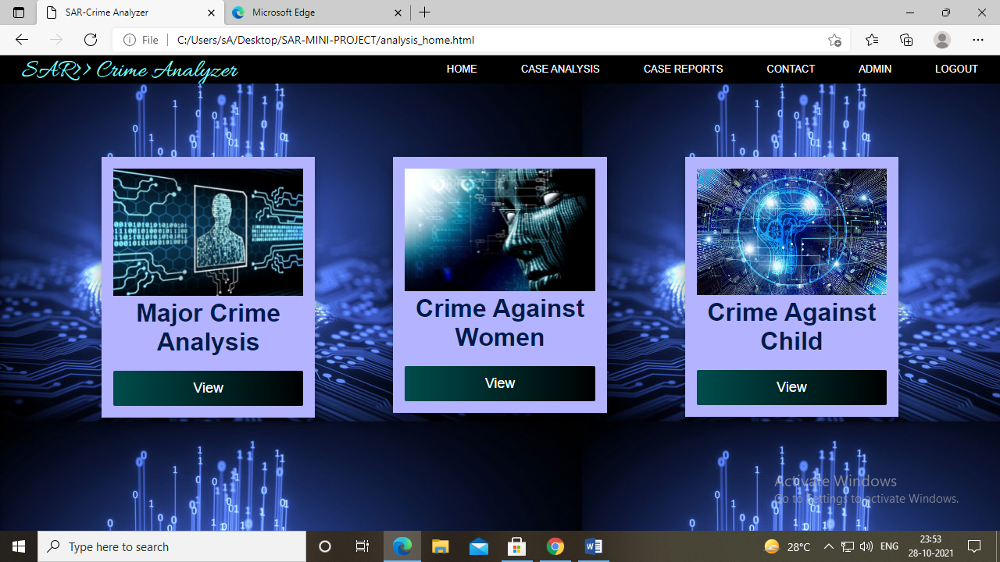 SAR-Crime Analyzer
Microsoft Edge
File
C:/Users/sA/Desktop/SAR-MINI-PROJECT/analysis_home.html
SAR>> Crime Analyzer
HOME
CASE ANALYSIS
CASE REPORTS
CONTACT
ADMIN
LOGOUT
Major Crime
Analysis
View
Crime Against
Women
View
Crime Against
Child
View
Activate Windows
Go to Settings to activate Windows.
Type here to search
28°C
ENG
23:53
28-10-2021